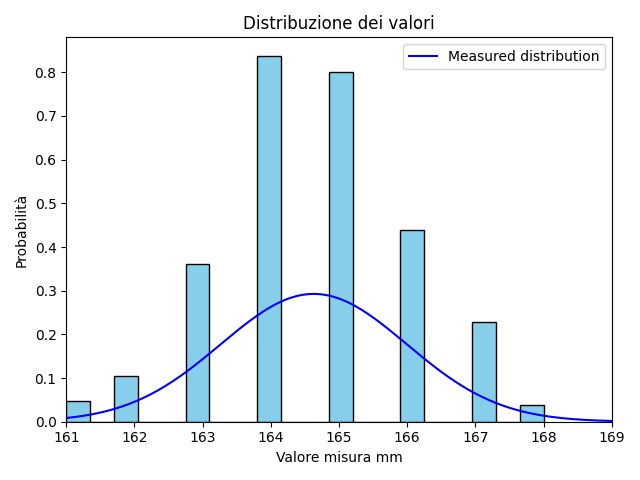 Distribuzione dei valori
Measured distribution
Probabilità
0.8
0.7
0.6
0.5
0.4
0.3
0.2
0.1
0.0
161 162 163 164 165 166 167 168 169
Valore misura mm